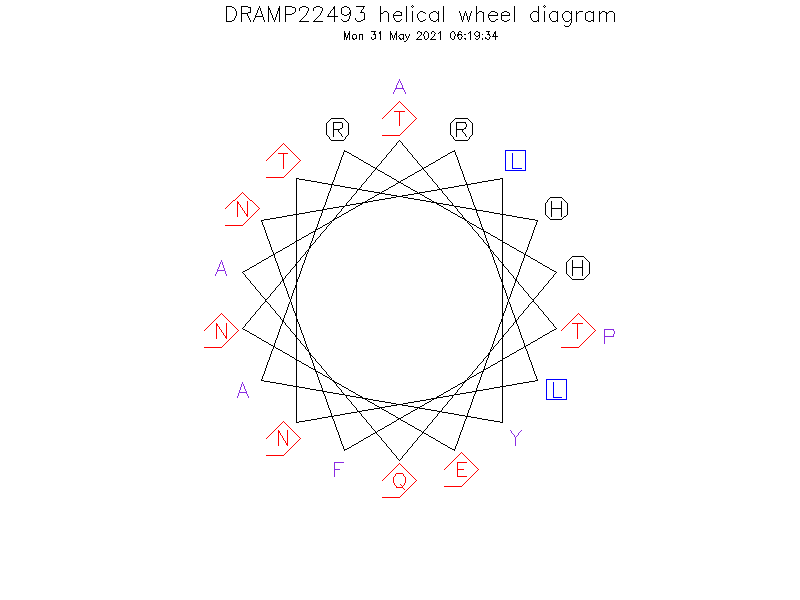 DRAMP22493 helical wheel diagram
Mon 31 May 2021 06:19:34
A
T
R R
T L
N H
A H
N T P
A L
N Y
F E
Q